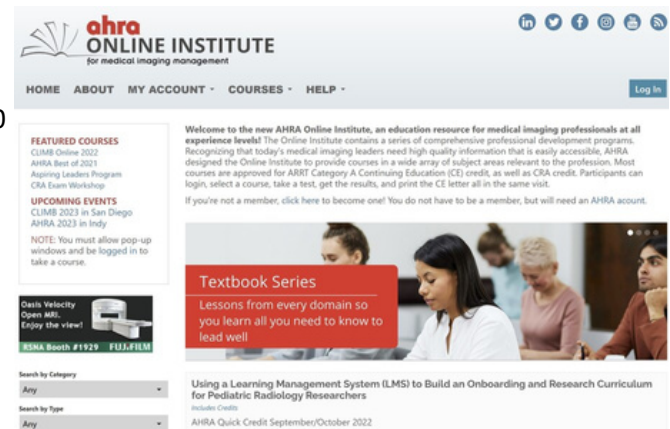 ahra
ONLINE INSTITUTE
for medical imaging management
HOME ABOUT MY ACCOUNT COURSES HELP
Log In
0
FEATURED COURSES
CLIMB Online 2022
AHRA Best of 2021
Aspiring Leaders Program
CRA Exam Workshop
UPCOMING EVENTS
CLIMB 2023 in San Diego
AHRA 2023 in Indy
NOTE: You must allow pop-up
windows and be logged in to
take a course.
Oasis Velocity
Open MRI.
Enjoy the view!
RSNA Booth #1929 FUJIFILM
Search by Category
Any
Search by Type
Any
Welcome to the new AHRA Online Institute, an education resource for medical imaging professionals at all
experience levels! The Online Institute contains a series of comprehensive professional development programs.
Recognizing that today's medical imaging leaders need high quality information that is easily accessible, AHRA
designed the Online Institute to provide courses in a wide array of subject areas relevant to the profession. Most
courses are approved for ARRT Category A Continuing Education (CE) credit, as well as CRA credit. Participants can
login, select a course, take a test, get the results, and print the CE letter all in the same visit.
If you're not a member, click here to become one! You do not have to be a member, but will need an AHRA acount.
Textbook Series
Lessons from every domain so
you learn all you need to know to
lead well
Using a Learning Management System (LMS) to Build an Onboarding and Research Curriculum
for Pediatric Radiology Researchers
Includes Credits
AHRA Quick Credit September/October 2022